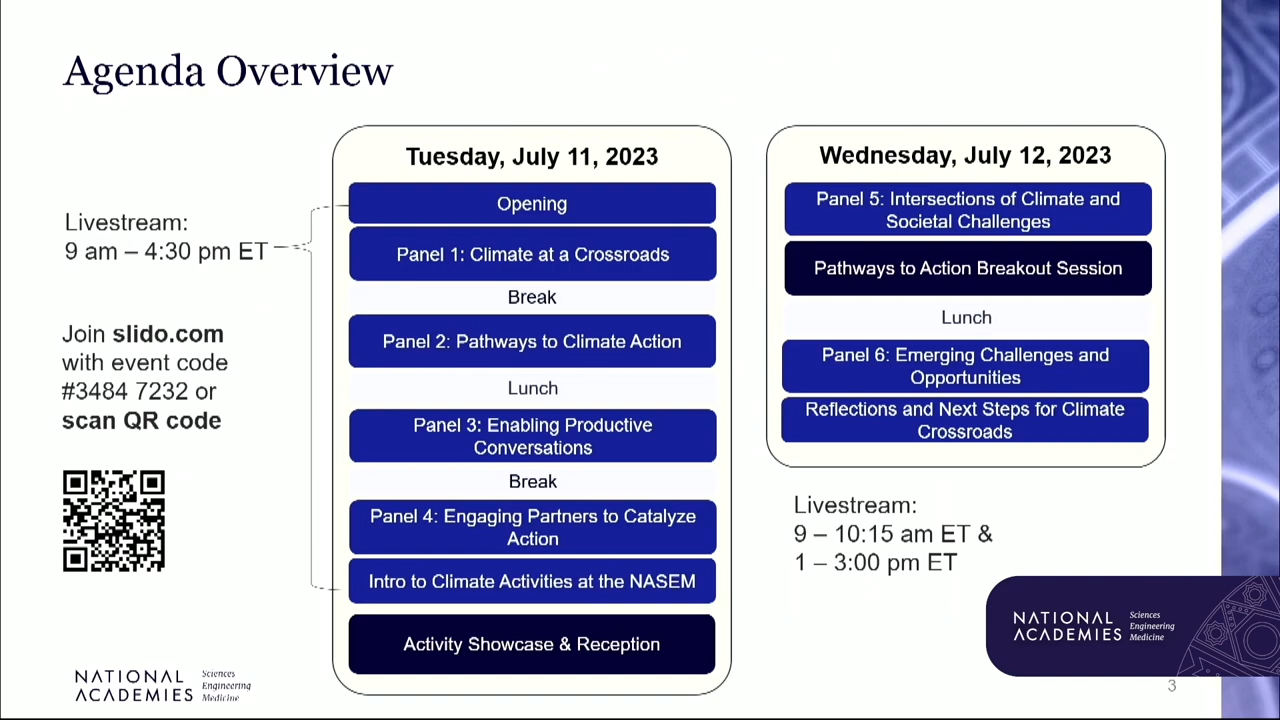 Agenda Overview
Livestream:
9 am – 4:30 pm ET
Join slido.com
with event code
#3484 7232 or
scan QR code
Tuesday, July 11, 2023
Opening
Panel 1: Climate at a Crossroads
Break
Panel 2: Pathways to Climate Action
Lunch
Panel 3: Enabling Productive
Conversations
Break
Panel 4: Engaging Partners to Catalyze
Action
Intro to Climate Activities at the NASEM
Activity Showcase & Reception
Wednesday, July 12, 2023
Panel 5: Intersections of Climate and
Societal Challenges
Pathways to Action Breakout Session
Lunch
Panel 6: Emerging Challenges and
Opportunities
Reflections and Next Steps for Climate
Crossroads
Livestream:
9 – 10:15 am ET &
1 – 3:00 pm ET
NATIONAL
ACADEMIES
Sciences
Engineering
Medicine
NATIONAL
ACADEMIES
Sciences
Engineering
Medicine
3